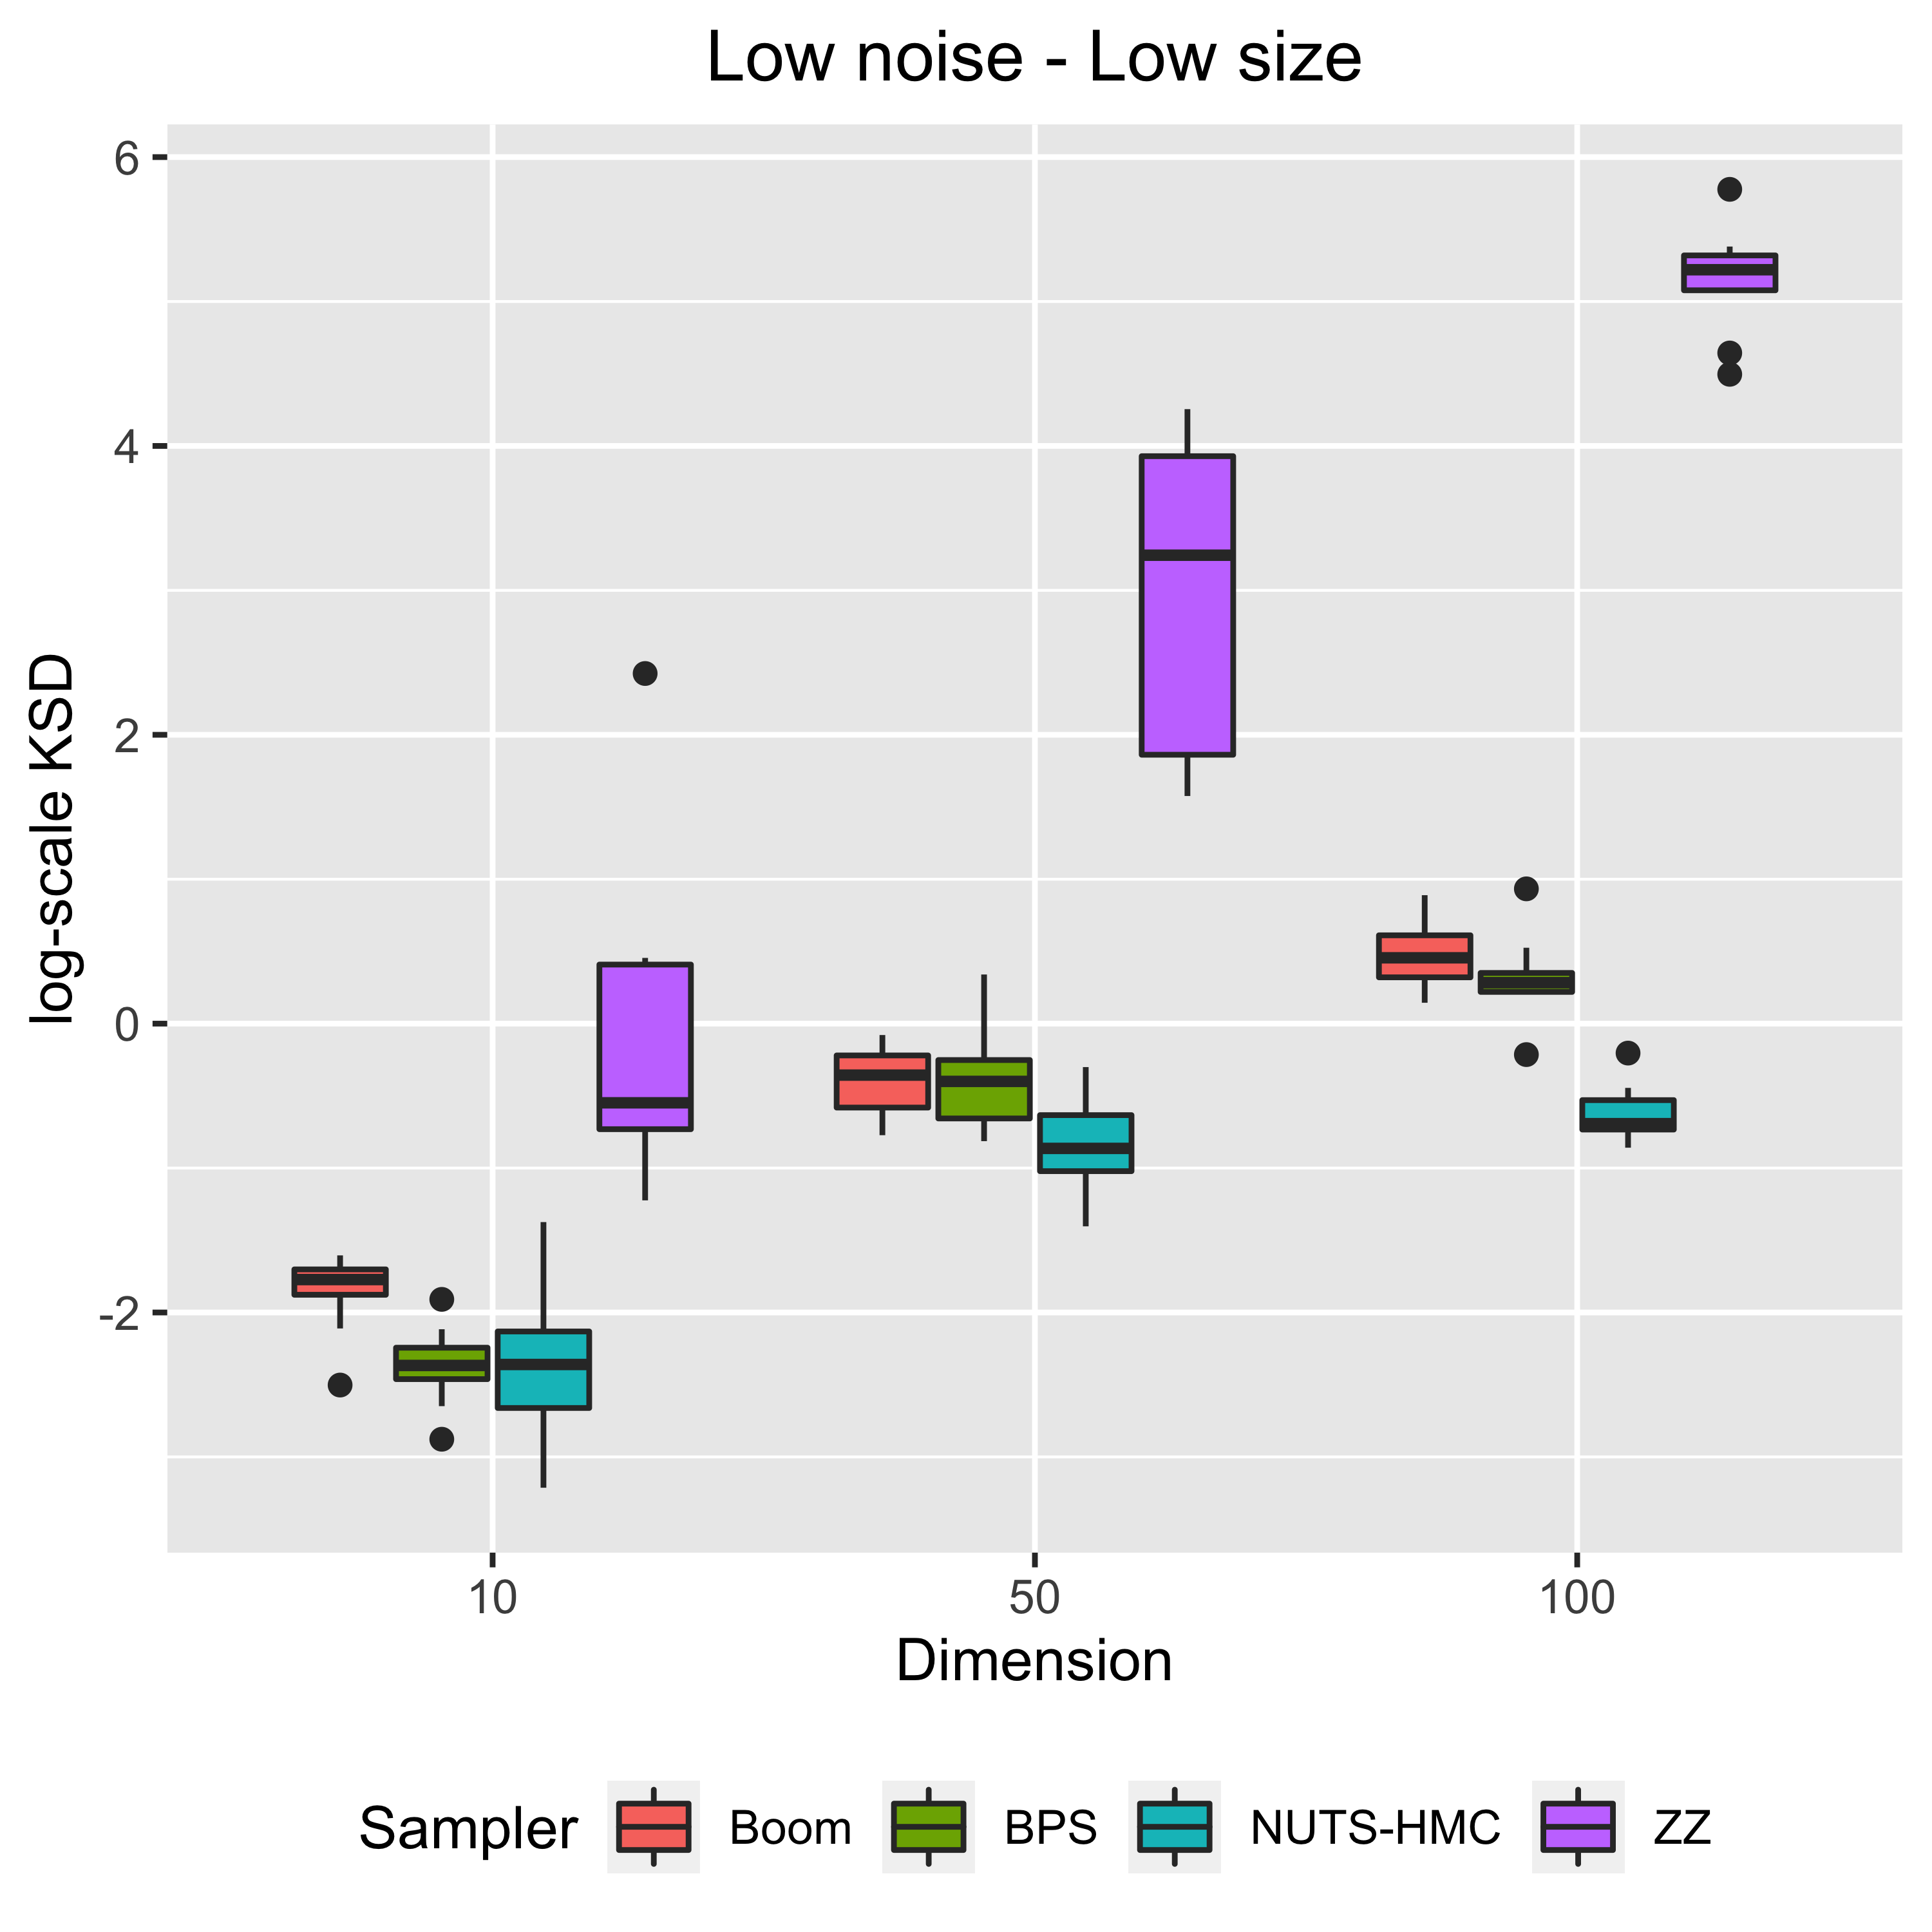 Low noise - Low size
log-scale KSD
6
4
2
0
-2
10 50 100
Dimension
Sampler Boom BPS NUTS-HMC ZZ